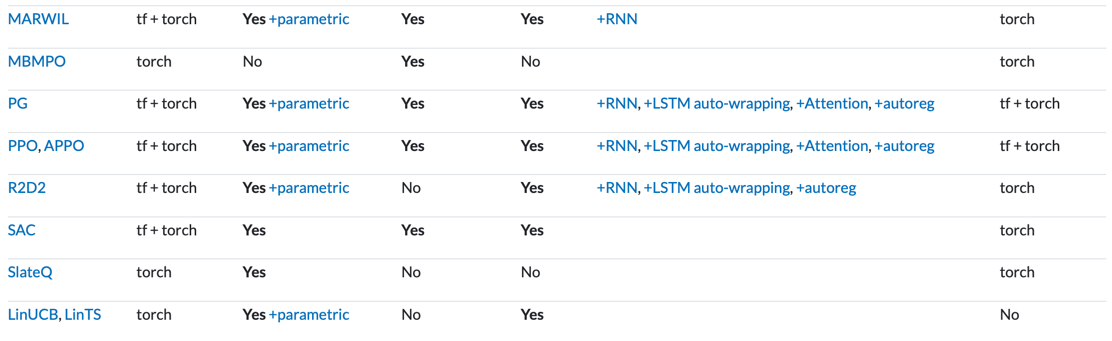 MARWIL tf + torch Yes +parametric Yes Yes +RNN torch
MBMPO torch No Yes No torch
PG tf + torch Yes +parametric Yes Yes +RNN, +LSTM auto-wrapping, +Attention, +autoreg tf + torch
PPO, APPO tf + torch Yes +parametric Yes Yes +RNN, +LSTM auto-wrapping, +Attention, +autoreg tf + torch
R2D2 tf + torch Yes +parametric No Yes +RNN, +LSTM auto-wrapping, +autoreg torch
SAC tf + torch Yes Yes Yes torch
SlateQ torch Yes No No torch
LinUCB, LinTS torch Yes +parametric No Yes No